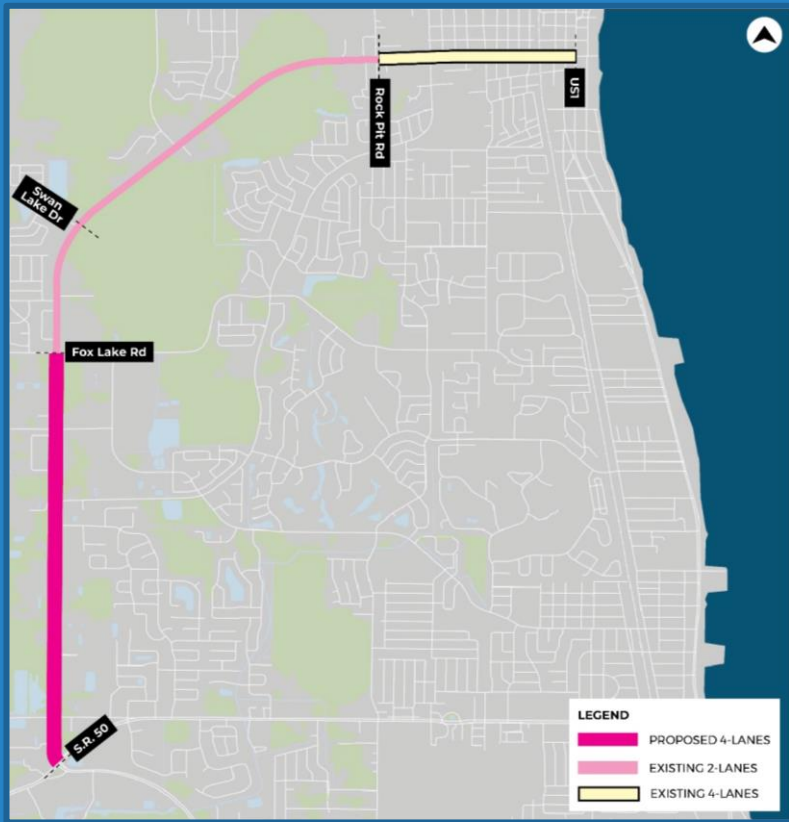 US1
Rock Pit Rd
Swan
Lake Dr
Fox Lake Rd
S.R. 50
LEGEND
PROPOSED 4-LANES
EXISTING 2-LANES
EXISTING 4-LANES